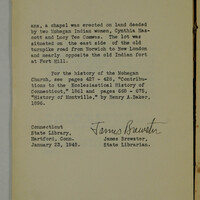 one, a chapel was erected on land deeded
by two Mohegan Indian women, Cynthia Hos-
cott and Lucy Tee Comens. The lot was
situated on the east side of the old
turnpike road from Norwich to New London
and nearly opposite the old Indian fort
at Fort Hill.
For the history of the Mohegan
Church, see pages 427 - 428, "Contribu-
tions to the Ecclesiastical History of
Connecticut," 1861 and pages 668 - 675,
"History of Montville," by Henry A. Baker,
1896.
Connecticut
State Library,
Hartford, Conn.
January 23, 1945.
James Brewster
James Brewster,
State Librarian.